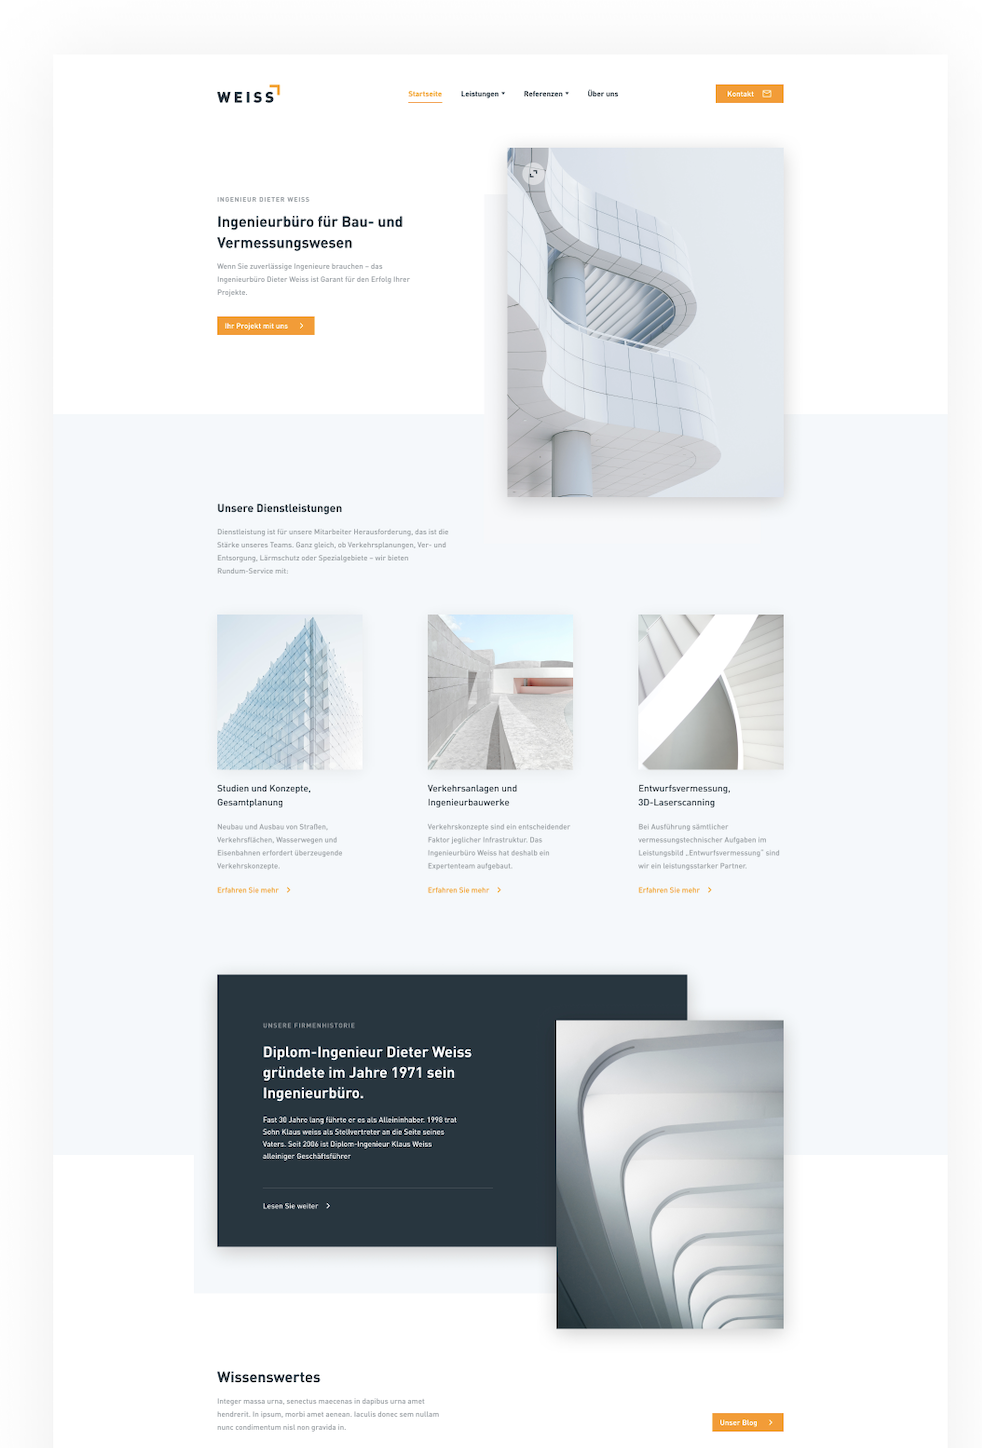 WEISS
Startseite Leistungen Referenzen Über uns Kontakt
INGENIEUR DIETER WEISS
Ingenieurbüro für Bau- und
Vermessungswesen
Wenn Sie zuverlässige Ingenieure brauchen – das
Ingenieurbüro Dieter Weiss ist Garant für den Erfolg Ihrer
Projekte.
Ihr Projekt mit uns
Unsere Dienstleistungen
Dienstleistung ist für unsere Mitarbeiter Herausforderung, das ist die
Stärke unseres Teams. Ganz gleich, ob Verkehrsplanungen, Ver- und
Entsorgung, Lärmschutz oder Spezialgebiete – wir bieten
Rundum-Service mit:
Studien und Konzepte,
Gesamtplanung
Neubau und Ausbau von Straßen,
Verkehrsflächen, Wasserwegen und
Eisenbahnen erfordert überzeugende
Verkehrskonzepte.
Erfahren Sie mehr
Verkehrsanlagen und
Ingenieurbauwerke
Verkehrskonzepte sind ein entscheidender
Faktor jeglicher Infrastruktur. Das
Ingenieurbüro Weiss hat deshalb ein
Expertenteam aufgebaut.
Erfahren Sie mehr
Entwurfsvermessung,
3D-Laserscanning
Bei Ausführung sämtlicher
vermessungstechnischer Aufgaben im
Leistungsbild „Entwurfsvermessung“ sind
wir ein leistungsstarker Partner.
Erfahren Sie mehr
UNSERE FIRMENHISTORIE
Diplom-Ingenieur Dieter Weiss
gründete im Jahre 1971 sein
Ingenieurbüro.
Fast 30 Jahre lang führte er es als Alleininhaber. 1998 trat
Sohn Klaus weiss als Stellvertreter an die Seite seines
Vaters. Seit 2006 ist Diplom-Ingenieur Klaus Weiss
alleiniger Geschäftsführer
Lesen Sie weiter
Wissenswertes
Integer massa urna, senectus maecenas in dapibus urna amet
hendrerit. In ipsum, morbi amet aenean. Iaculis donec sem nullam
nunc condimentum nisl non gravida in.
Unser Blog